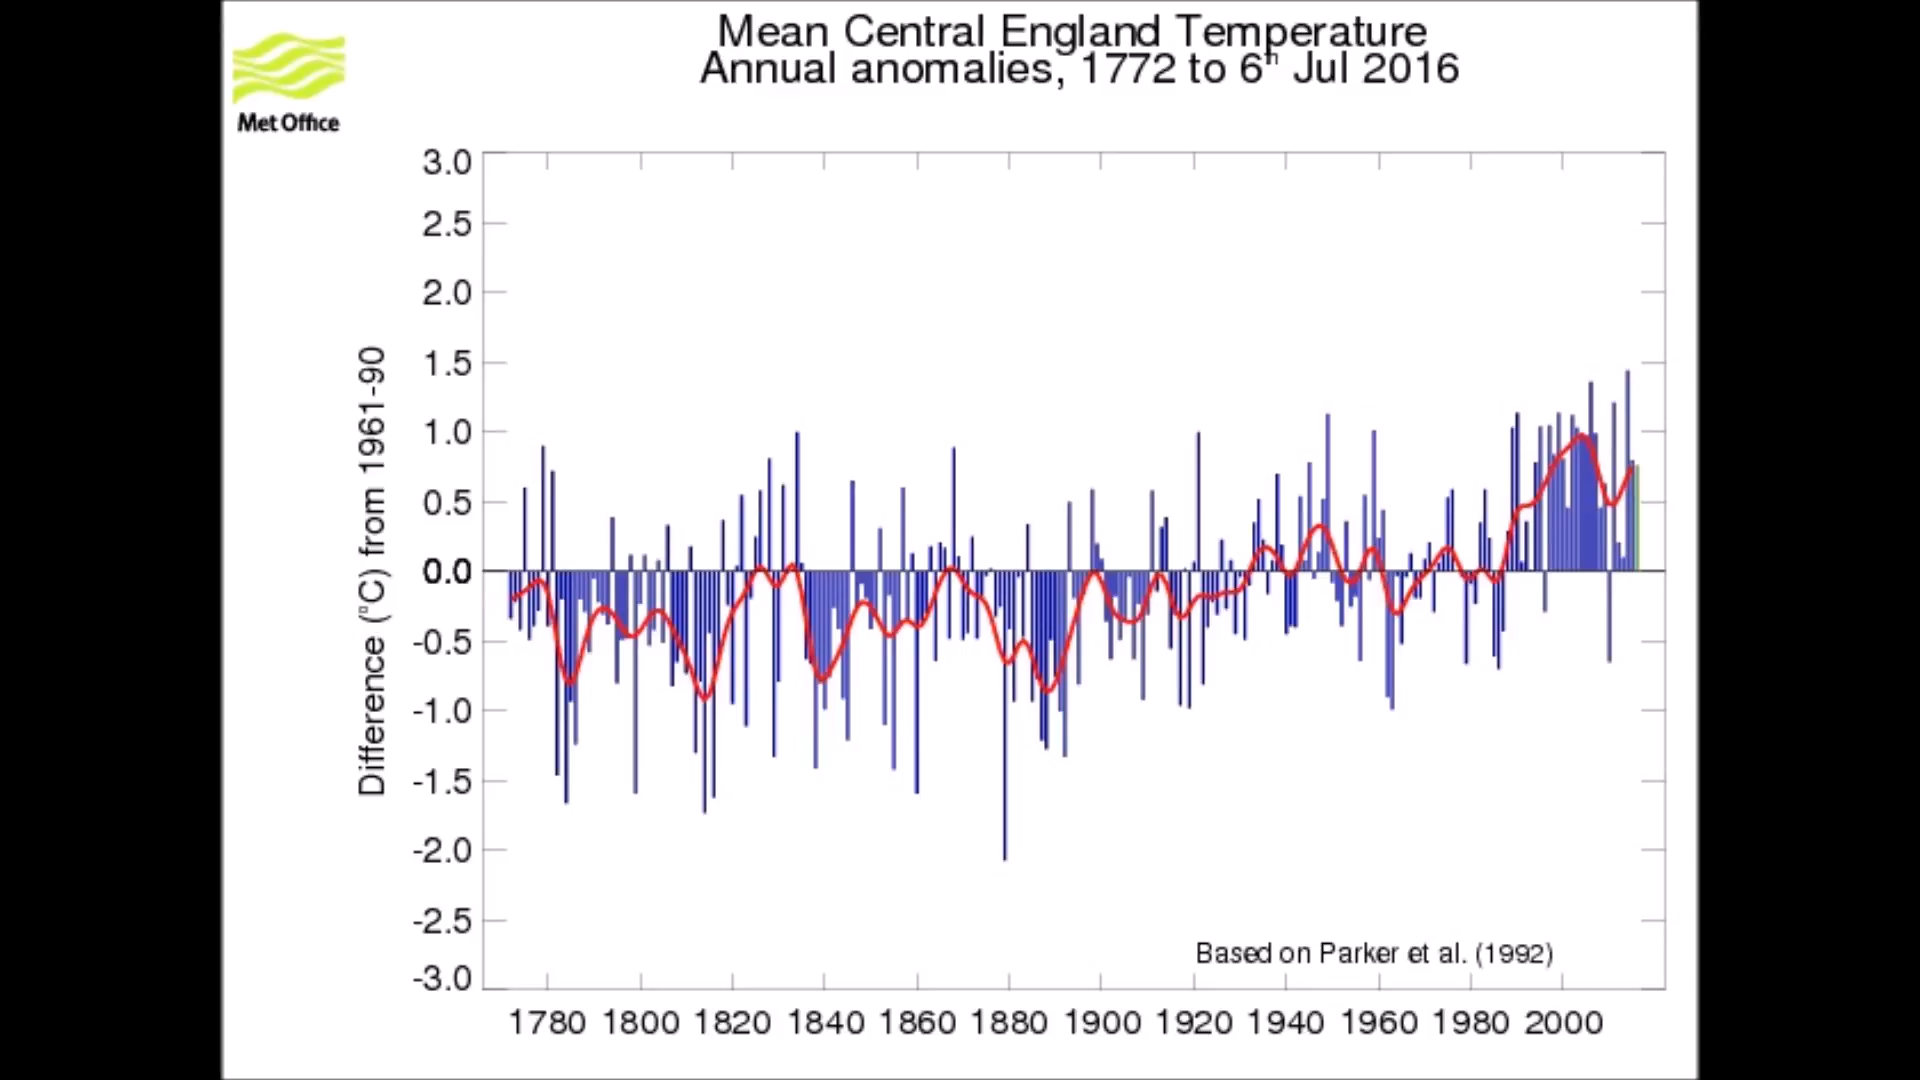 Mean Central England Temperature
Annual anomalies, 1772 to 6th Jul 2016
Met Office
3.0
2.5
2.0
1.5
1.0
0.5
0.0
-0.5
-1.0
-1.5
-2.0
-2.5
-3.0
Difference (°C) from 1961-90
Based on Parker et al. (1992)
1780 1800 1820 1840 1860 1880 1900 1920 1940 1960 1980 2000